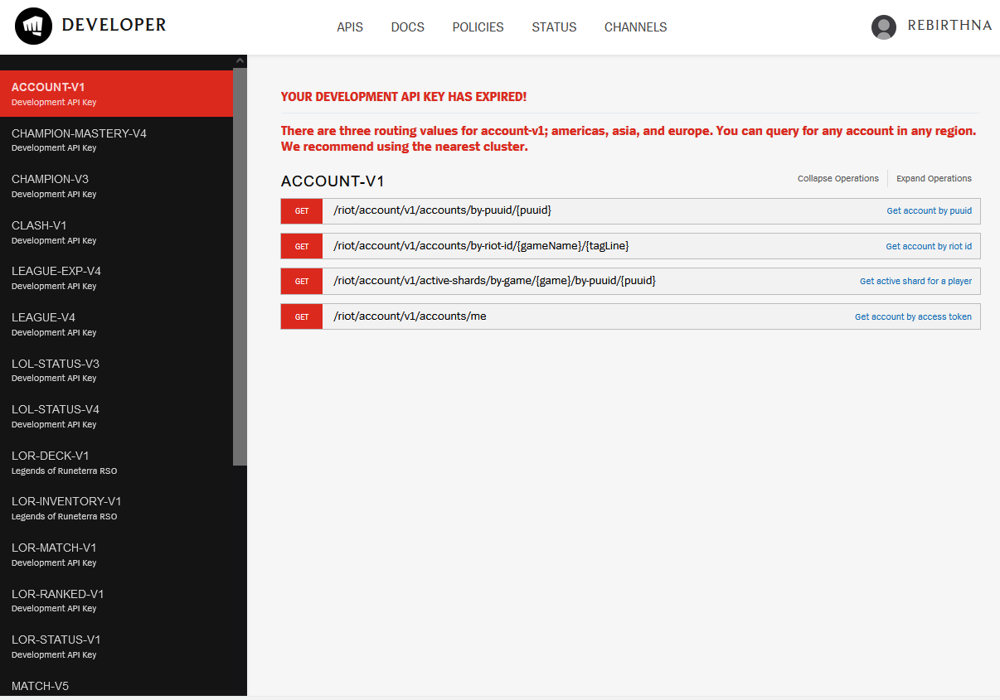 DEVELOPER
APIS DOCS POLICIES STATUS CHANNELS
REBIRTHNA
ACCOUNT-V1
Development API Key
CHAMPION-MASTERY-V4
Development API Key
CHAMPION-V3
Development API Key
CLASH-V1
Development API Key
LEAGUE-EXP-V4
Development API Key
LEAGUE-V4
Development API Key
LOL-STATUS-V3
Development API Key
LOL-STATUS-V4
Development API Key
LOR-DECK-V1
Legends of Runeterra RSO
LOR-INVENTORY-V1
Legends of Runeterra RSO
LOR-MATCH-V1
Development API Key
LOR-RANKED-V1
Development API Key
LOR-STATUS-V1
Development API Key
MATCH-V5
YOUR DEVELOPMENT API KEY HAS EXPIRED!
There are three routing values for account-v1; americas, asia, and europe. You can query for any account in any region.
We recommend using the nearest cluster.
ACCOUNT-V1
Collapse Operations Expand Operations
GET /riot/account/v1/accounts/by-puuid/{puuid} Get account by puuid
GET /riot/account/v1/accounts/by-riot-id/{gameName}/{tagLine} Get account by riot id
GET /riot/account/v1/active-shards/by-game/{game}/by-puuid/{puuid} Get active shard for a player
GET /riot/account/v1/accounts/me Get account by access token